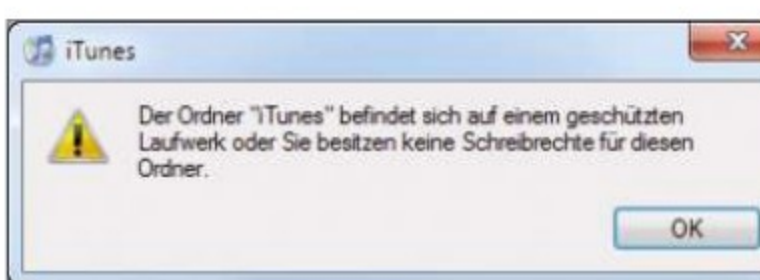 iTunes
Der Ordner "iTunes" befindet sich auf einem geschützten
Laufwerk oder Sie besitzen keine Schreibrechte für diesen
Ordner.
OK